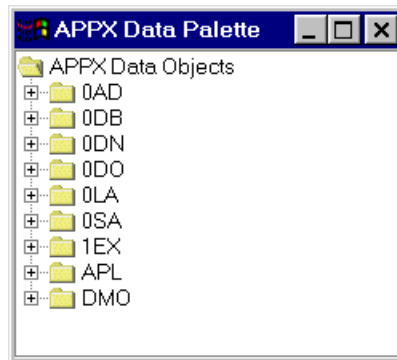 APPX Data Palette
APPX Data Objects
0AD
0DB
0DN
0DO
0LA
0SA
1EX
APL
DMO